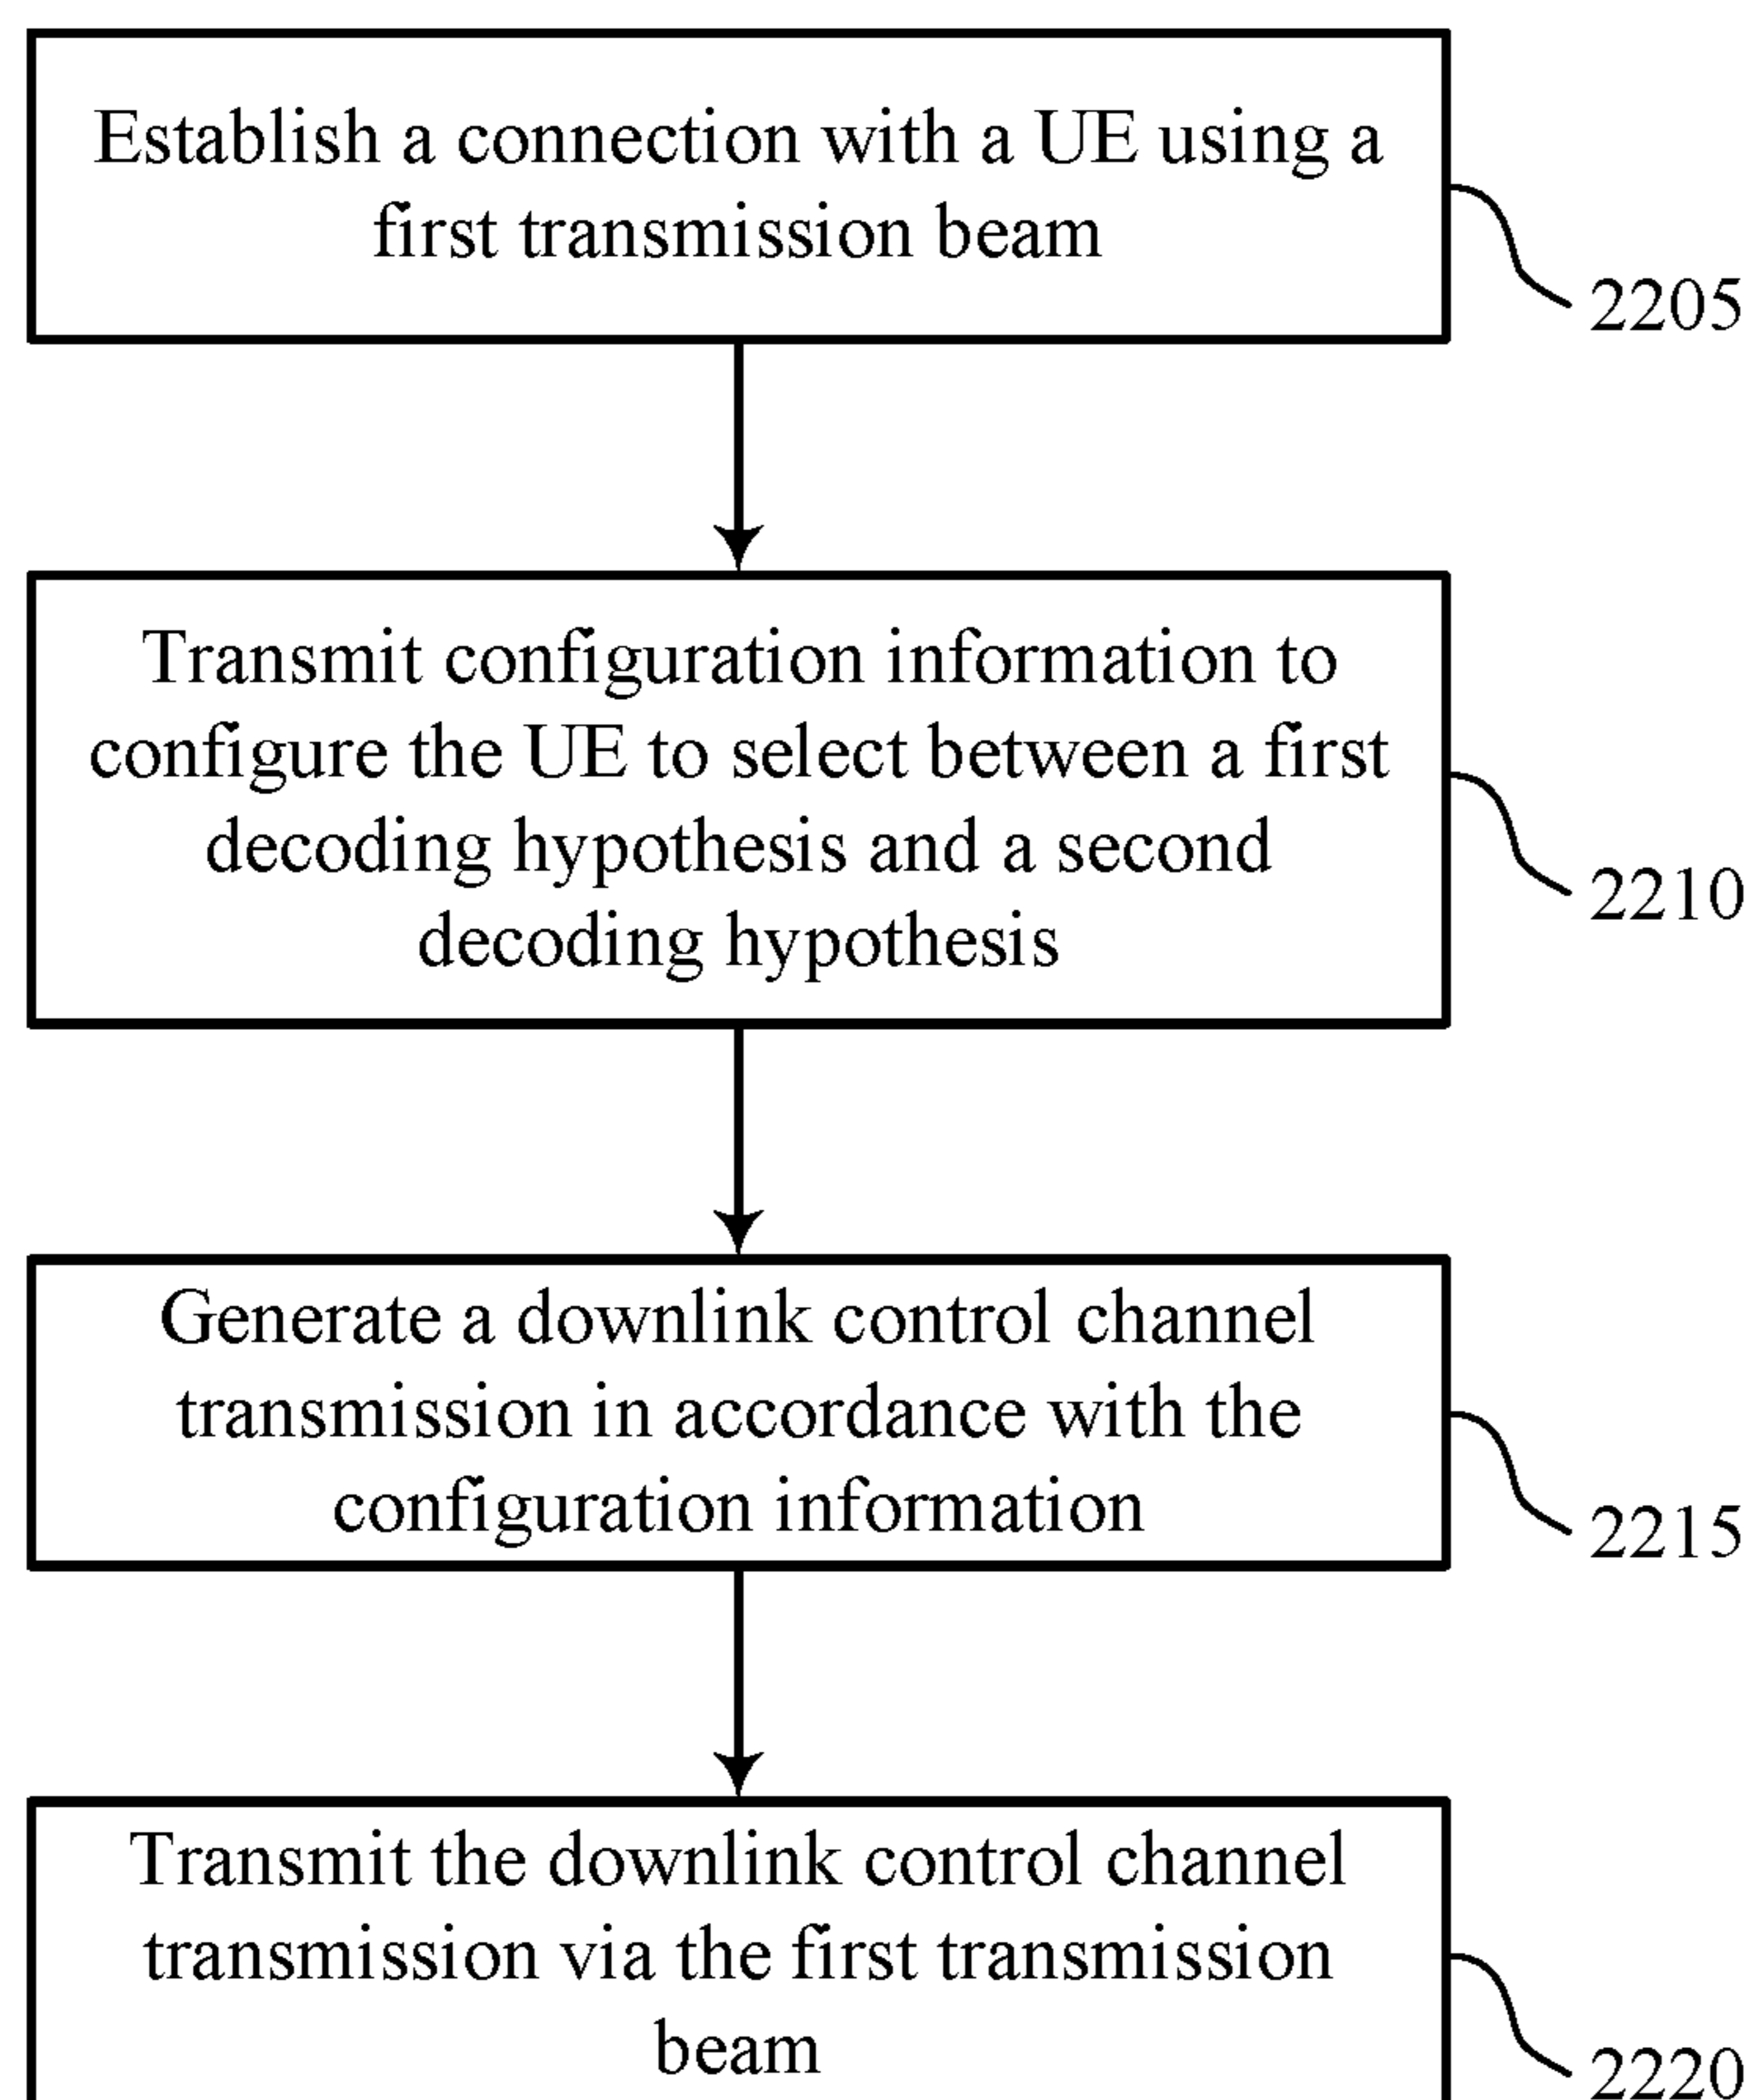 Establish a connection with a UE using a
first transmission beam
2205
Transmit configuration information to
configure the UE to select between a first
decoding hypothesis and a second
decoding hypothesis
2210
Generate a downlink control channel
transmission in accordance with the
configuration information
2215
Transmit the downlink control channel
transmission via the first transmission
beam
2220